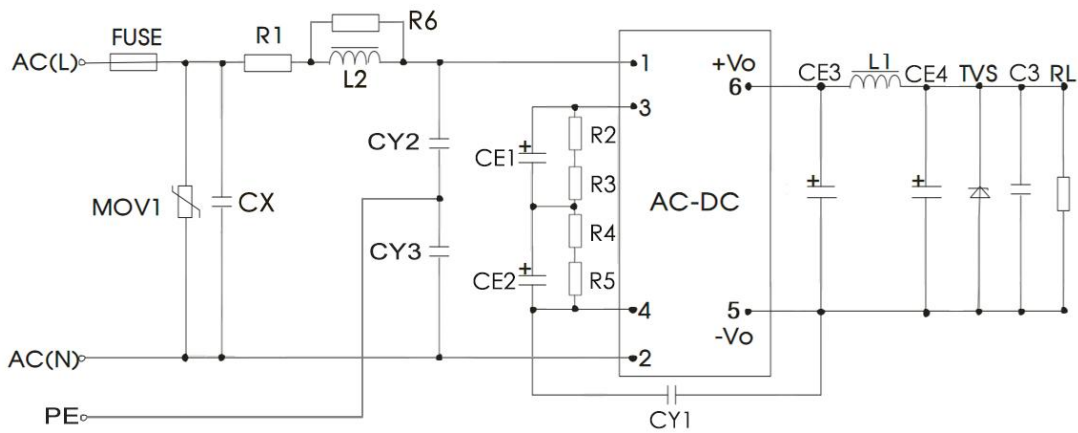 R6
FUSE
R1
AC(L)
L2
1
+Vo
6
CE3
L1
CE4
TVS
C3
RL
3
CY2
+
CE1
R2
R3
MOV1
CX
AC-DC
+
+
CY3
R4
+
CE2
R5
4
5
-Vo
AC(N)
2
PE
CY1